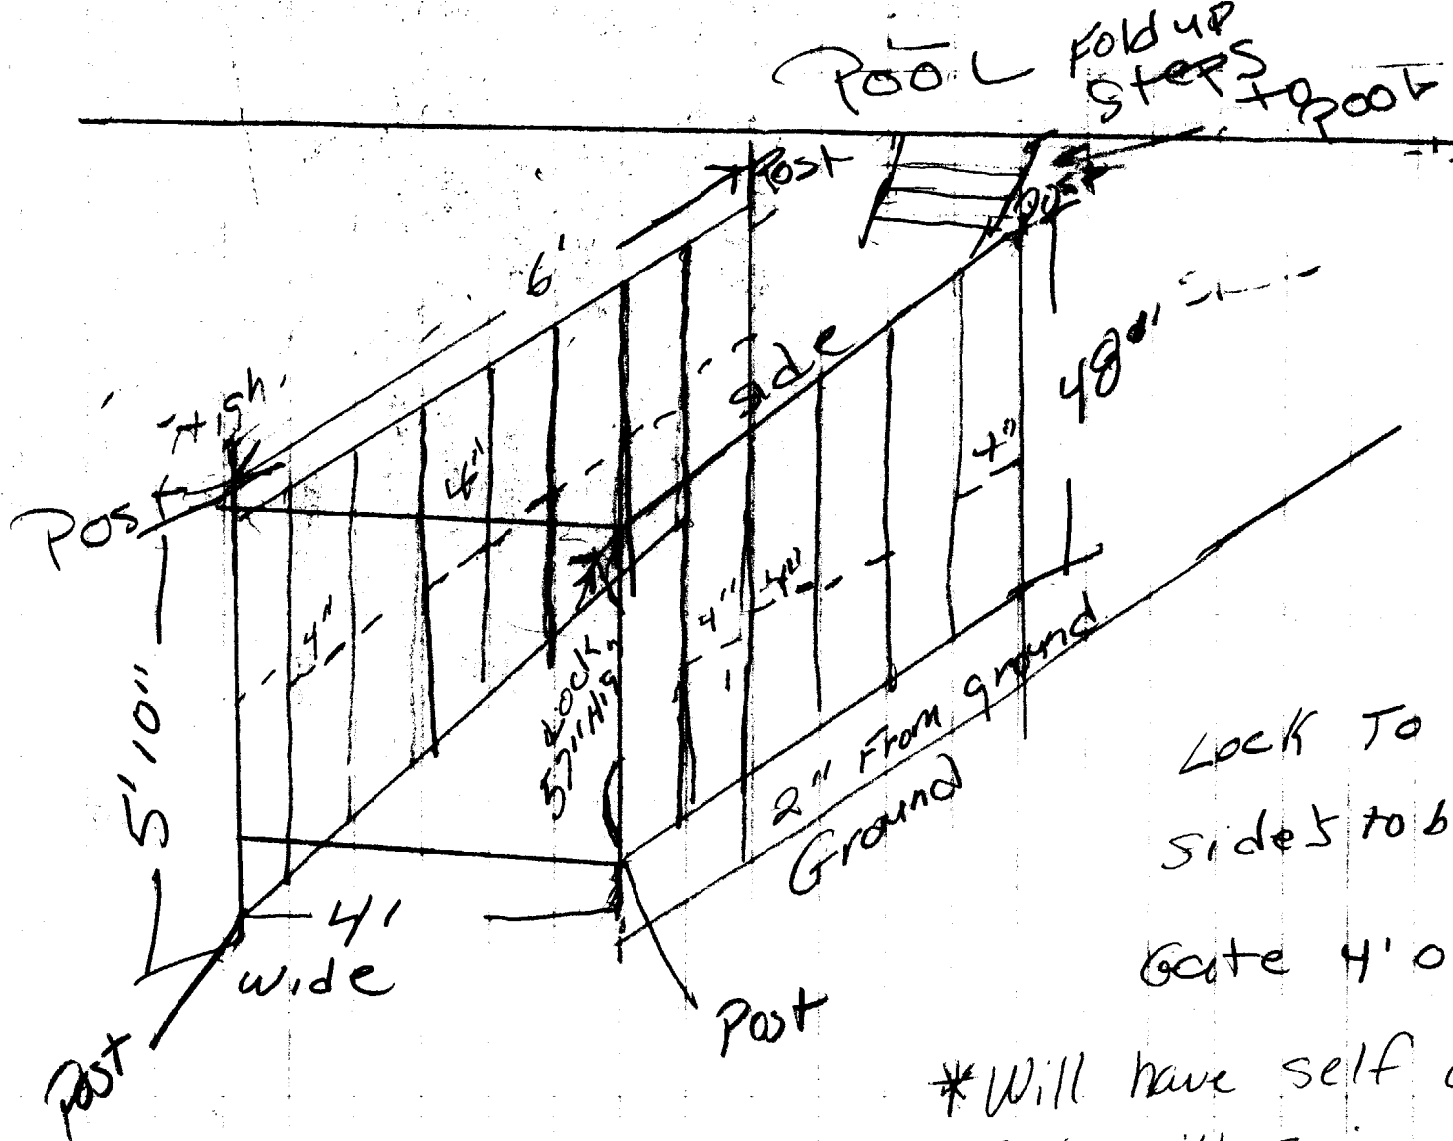 Pool
Fold up
steps
to pool
Post
Post
6'
side
High
48"
Post
4"
4"
4"
4"
4"
5'10"
Lock
57" High
2" From ground
Ground
Lock To
sides to b
4'
wide
Gate 4' o
Post
Post
*Will have self c